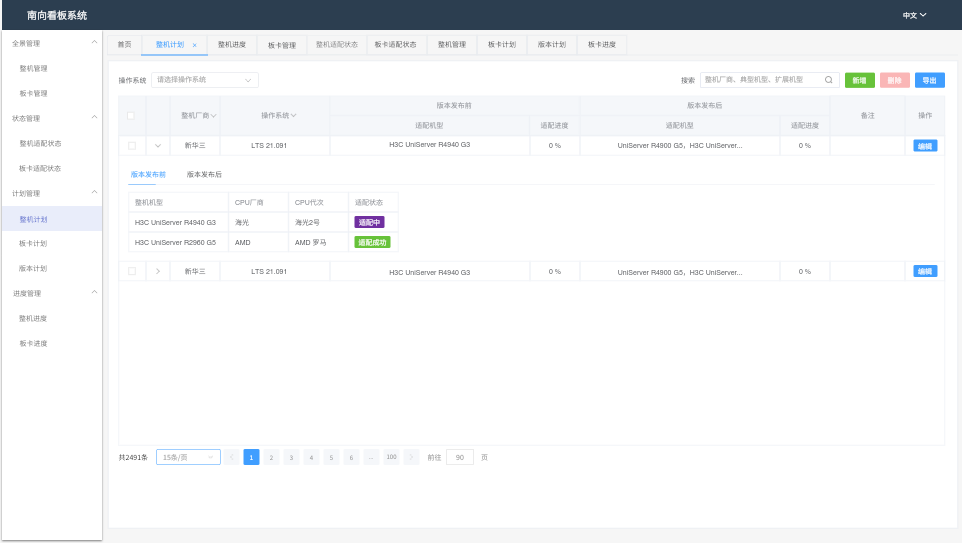 南向看板系统 中文
全景管理
整机管理
板卡管理
状态管理
整机适配状态
板卡适配状态
计划管理
整机计划
板卡计划
版本计划
进度管理
整机进度
板卡进度
首页 整机计划 × 整机进度 板卡管理 整机适配状态 板卡适配状态 整机管理 板卡计划 版本计划 板卡进度
操作系统 请选择操作系统 搜索 整机厂商、典型机型、扩展机型 新增 删除 导出
整机厂商 操作系统 版本发布前 版本发布后 备注 操作
适配机型 适配进度 适配机型 适配进度
新华三 LTS 21.091 H3C UniServer R4940 G3 0 % UniServer R4900 G5, H3C UniServer... 0 % 编辑
版本发布前 版本发布后
整机机型 CPU厂商 CPU代次 适配状态
H3C UniServer R4940 G3 海光 海光2号 适配中
H3C UniServer R2960 G5 AMD AMD 罗马 适配成功
新华三 LTS 21.091 H3C UniServer R4940 G3 0 % UniServer R4900 G5, H3C UniServer... 0 % 编辑
共2491条 15条/页 1 2 3 4 5 6 ... 100 前往 90 页